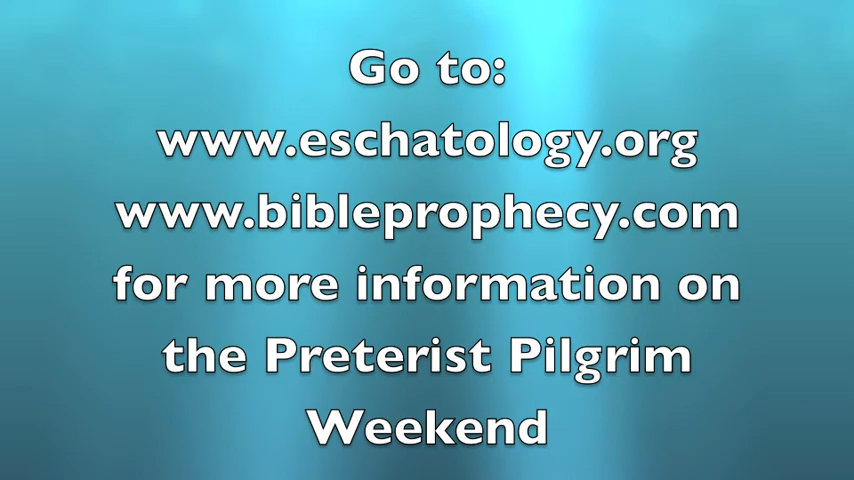 Go to:
www.eschatology.org
www.bibleprophecy.com
for more information on
the Preterist Pilgrim
Weekend